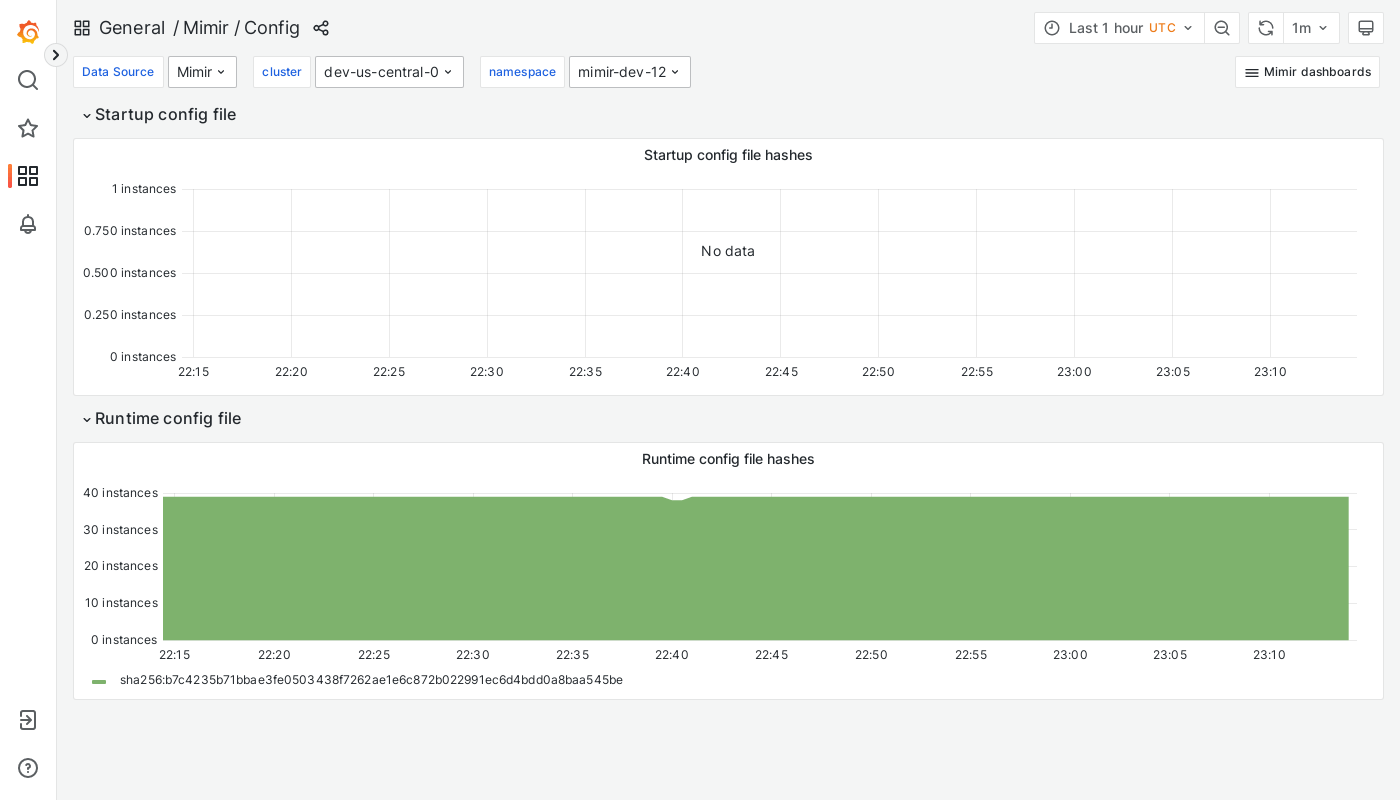 General / Mimir / Config
Last 1 hour UTC
1m
Data Source Mimir cluster dev-us-central-0 namespace mimir-dev-12 Mimir dashboards
Startup config file
Startup config file hashes
1 instances
0.750 instances
No data
0.500 instances
0.250 instances
0 instances
22:15 22:20 22:25 22:30 22:35 22:40 22:45 22:50 22:55 23:00 23:05 23:10
Runtime config file
Runtime config file hashes
40 instances
30 instances
20 instances
10 instances
0 instances
22:15 22:20 22:25 22:30 22:35 22:40 22:45 22:50 22:55 23:00 23:05 23:10
sha256:b7c4235b71bbae3fe0503438f7262ae1e6c872b022991ec6d4bdd0a8baa545be